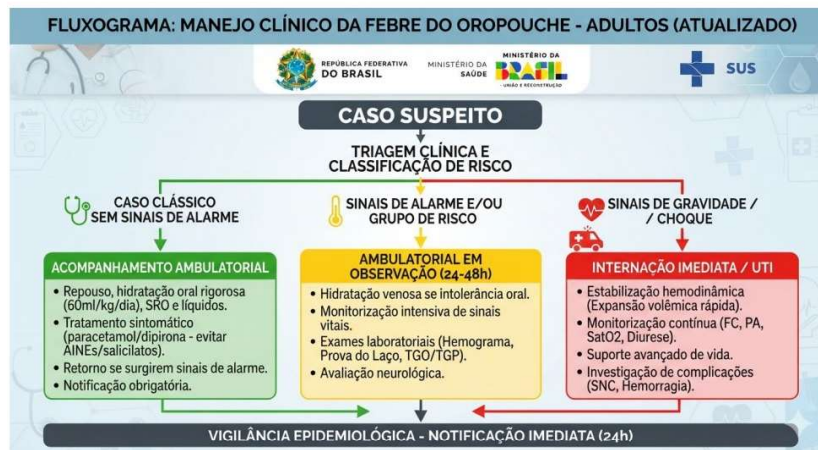 FLUXOGRAMA: MANEJO CLÍNICO DA FEBRE DO OROPOUCHE - ADULTOS (ATUALIZADO)
REPÚBLICA FEDERATIVA
DO BRASIL
MINISTÉRIO DA
SAÚDE
MINISTÉRIO DA
BRASIL
UNIÃO E RECONSTRUÇÃO
SUS
CASO SUSPEITO
TRIAGEM CLÍNICA E
CLASSIFICAÇÃO DE RISCO
CASO CLÁSSICO
SEM SINAIS DE ALARME
ACOMPANHAMENTO AMBULATORIAL
• Repouso, hidratação oral rigorosa
(60ml/kg/dia), SRO e líquidos.
• Tratamento sintomático
(paracetamol/dipirona - evitar
AINEs/salicilatos).
• Retorno se surgirem sinais de alarme.
• Notificação obrigatória.
SINAIS DE ALARME E/OU
GRUPO DE RISCO
AMBULATORIAL EM
OBSERVAÇÃO (24-48h)
• Hidratação venosa se intolerância oral.
• Monitorização intensiva de sinais
vitais.
• Exames laboratoriais (Hemograma,
Prova do Laço, TGO/TGP).
• Avaliação neurológica.
SINAIS DE GRAVIDADE /
/ CHOQUE
INTERNAÇÃO IMEDIATA / UTI
• Estabilização hemodinâmica
(Expansão volêmica rápida).
• Monitorização contínua (FC, PA,
SatO2, Diurese).
• Suporte avançado de vida.
• Investigação de complicações
(SNC, Hemorragia).
VIGILÂNCIA EPIDEMIOLÓGICA - NOTIFICAÇÃO IMEDIATA (24h)